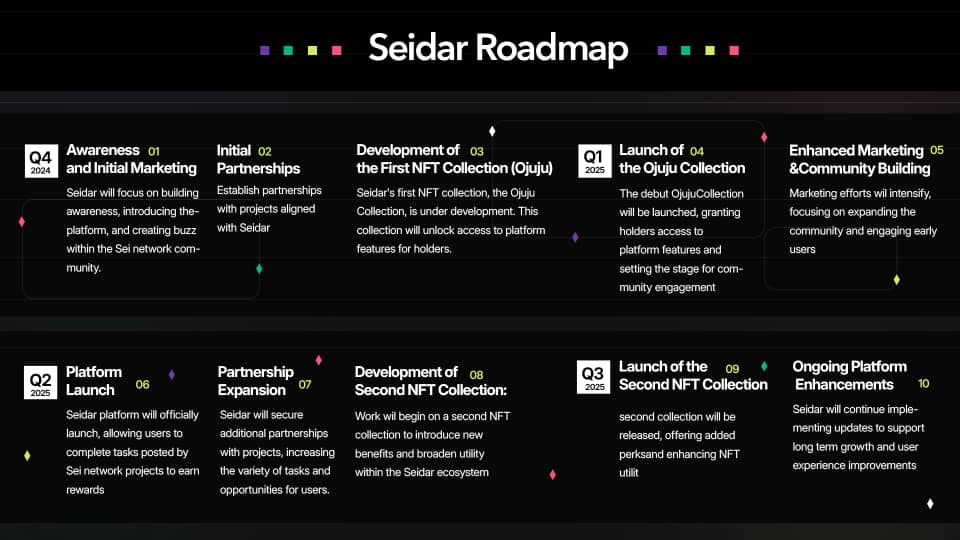 Seidar Roadmap
Q4
2024
Awareness 01
and Initial Marketing
Seidar will focus on building
awareness, introducing the-
platform, and creating buzz
within the Sei network com-
munity.
Initial 02
Partnerships
Establish partnerships
with projects aligned
with Seidar
Development of 03
the First NFT Collection (Ojuju)
Seidar's first NFT collection, the Ojuju
Collection, is under development. This
collection will unlock access to platform
features for holders.
Q1
2025
Launch of 04
the Ojuju Collection
The debut OjujuCollection
will be launched, granting
holders access to
platform features and
setting the stage for com-
munity engagement
Enhanced Marketing 05
&Community Building
Marketing efforts wil intensify,
focusing on expanding the
community and engaging early
users
Q2
2025
Platform
Launch 06
Seidar platform will officially
launch, allowing users to
complete tasks posted by
Sei network projects to earn
rewards
Partnership
Expansion 07
Seidar will secure
additional partnerships
with projects, increasing
the variety of tasks and
opportunities for users.
Development of 08
Second NFT Collection:
Work wil begin on a second NFT
collection to introduce new
benefits and broaden utility
within the Seidar ecosystem
Q3
2025
Launch of the 09
Second NFT Collection
second collection will be
released, offering added
perksand enhancing NFT
utilit
Ongoing Platform
Enhancements 10
Seidar will continue imple-
menting updates to support
long term growth and user
experience improvements